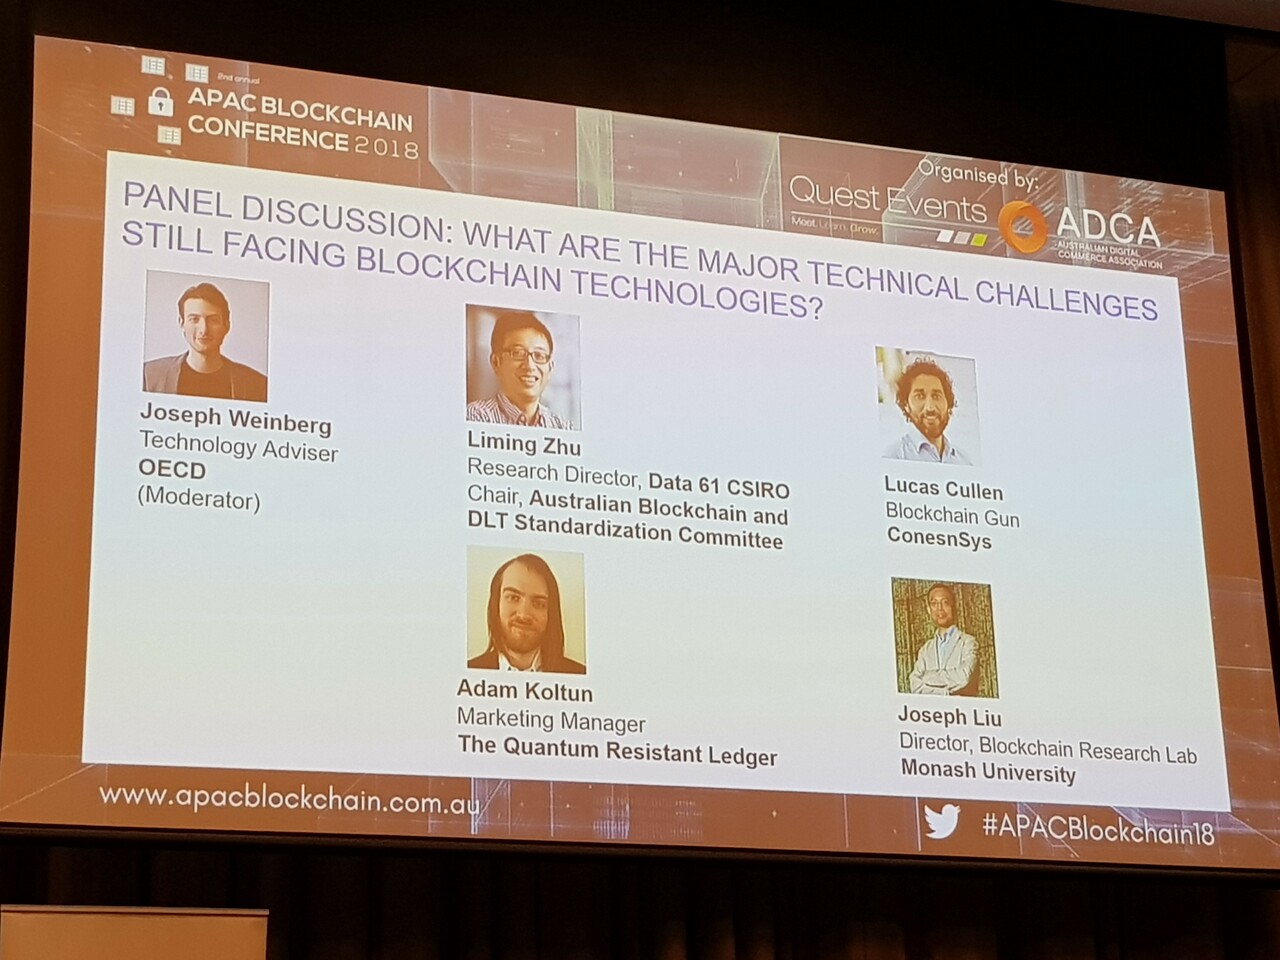 2nd annual
APAC BLOCKCHAIN
CONFERENCE 2018
Organised by:
Quest Events
Meet. Learn. Grow.
ADCA
AUSTRALIAN DIGITAL
COMMERCE ASSOCIATION
PANEL DISCUSSION: WHAT ARE THE MAJOR TECHNICAL CHALLENGES
STILL FACING BLOCKCHAIN TECHNOLOGIES?
Joseph Weinberg
Technology Adviser
OECD
(Moderator)
Liming Zhu
Research Director, Data 61 CSIRO
Chair, Australian Blockchain and
DLT Standardization Committee
Lucas Cullen
Blockchain Gun
ConesnSys
Adam Koltun
Marketing Manager
The Quantum Resistant Ledger
Joseph Liu
Director, Blockchain Research Lab
Monash University
www.apacblockchain.com.au
#APACBlockchain18